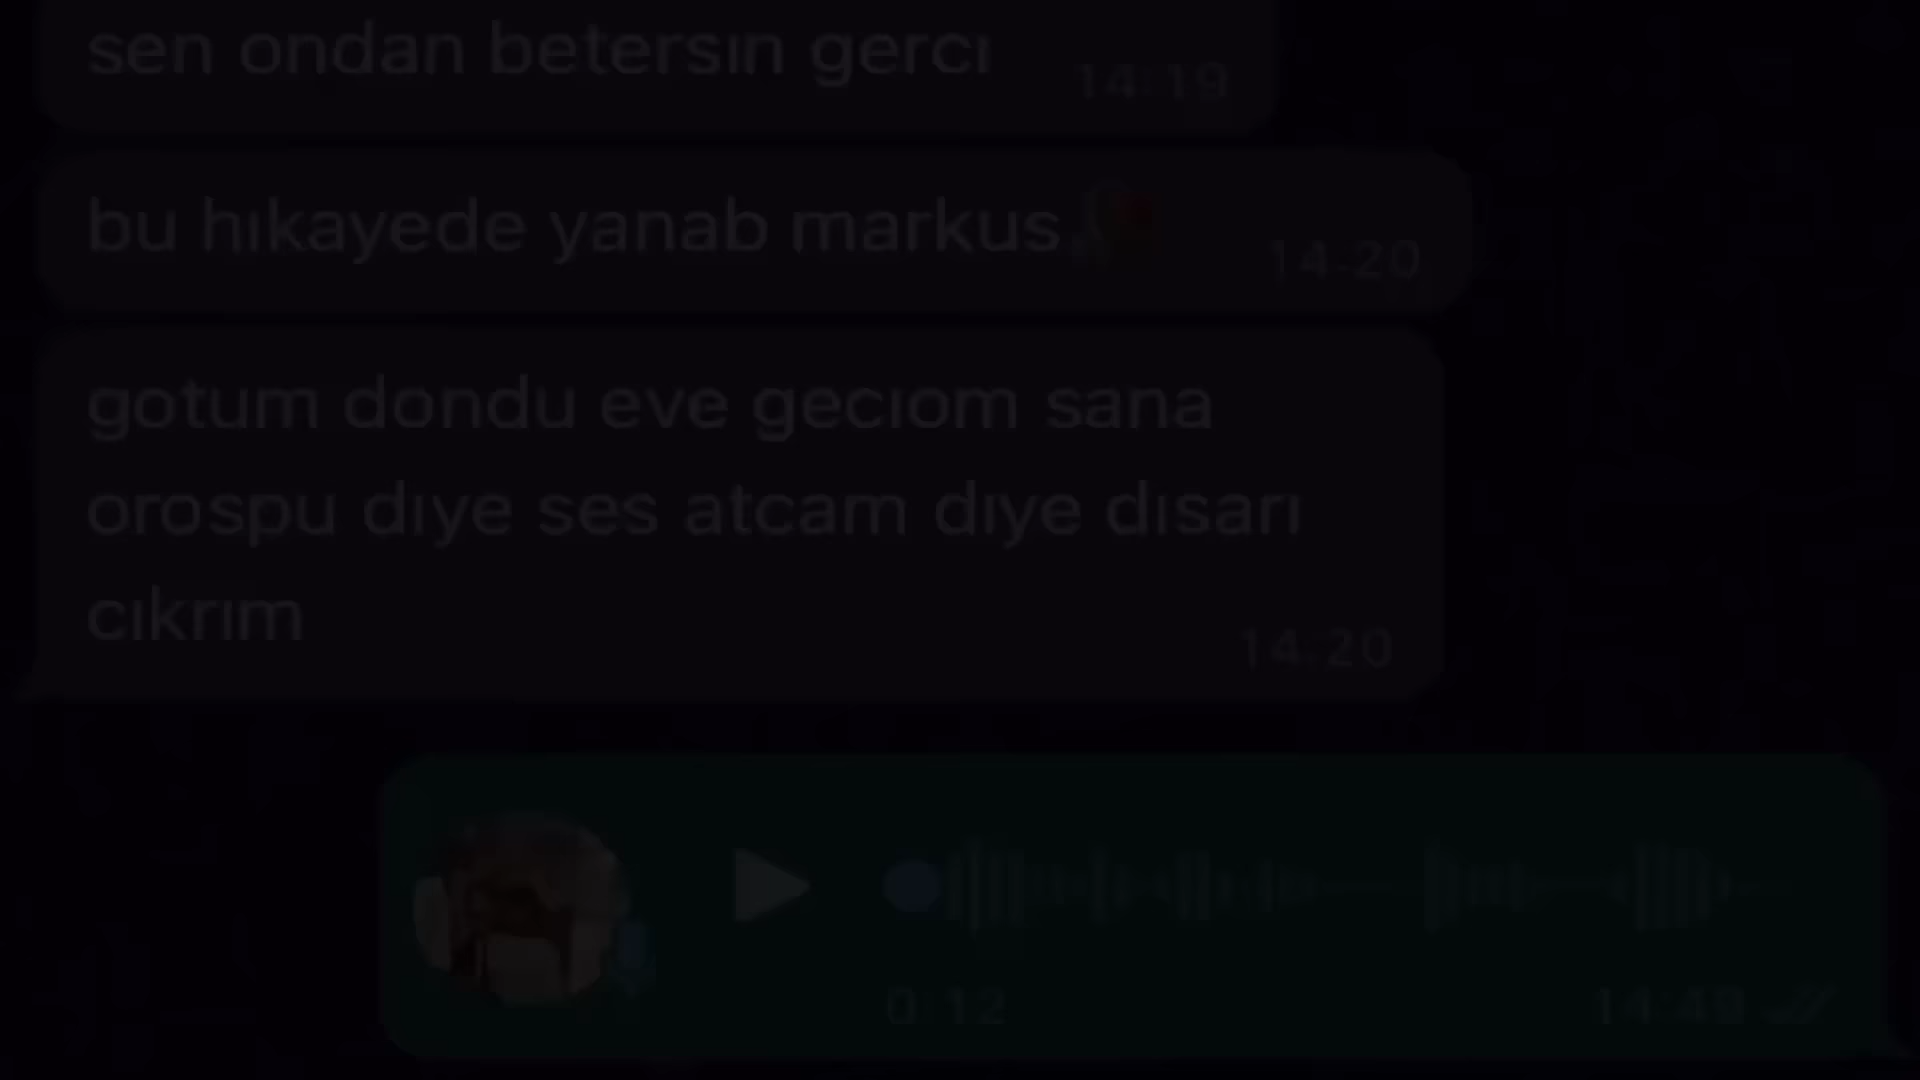 sen ondan betersın gercı
14:19
bu hıkayede yanab markus
14:20
gotum dondu eve gecıom sana
orospu dıye ses atcam dıye dısarı
cıkrım
14:20
0:12
14:49